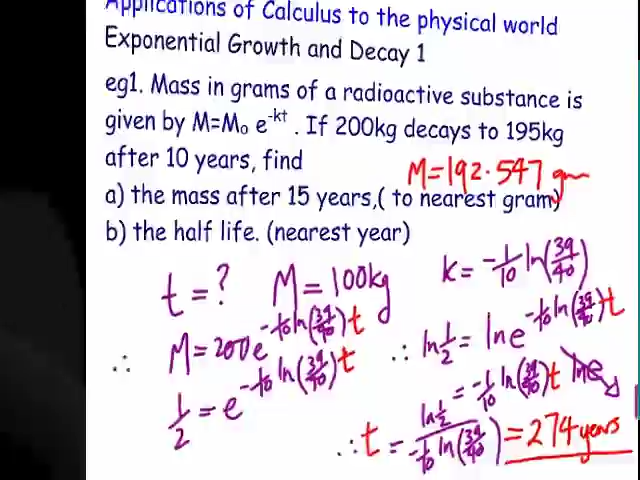 Applications of Calculus to the physical world
Exponential Growth and Decay 1
eg1. Mass in grams of a radioactive substance is
given by M=M₀ e^-kt . If 200kg decays to 195kg
after 10 years, find
M=192.547 gm
a) the mass after 15 years,( to nearest gram)
b) the half life. (nearest year)
t = ? M = 100kg
k = -1/10 ln(39/40)
∴ M = 200e^-1/10 ln(39/40)t
1/2 = e^-1/10 ln(39/40)t
∴ ln 1/2 = ln e^-1/10 ln(39/40)t
= -1/10 ln(39/40)t ln e
∴ t = ln 1/2 / -1/10 ln(39/40) = 274 years